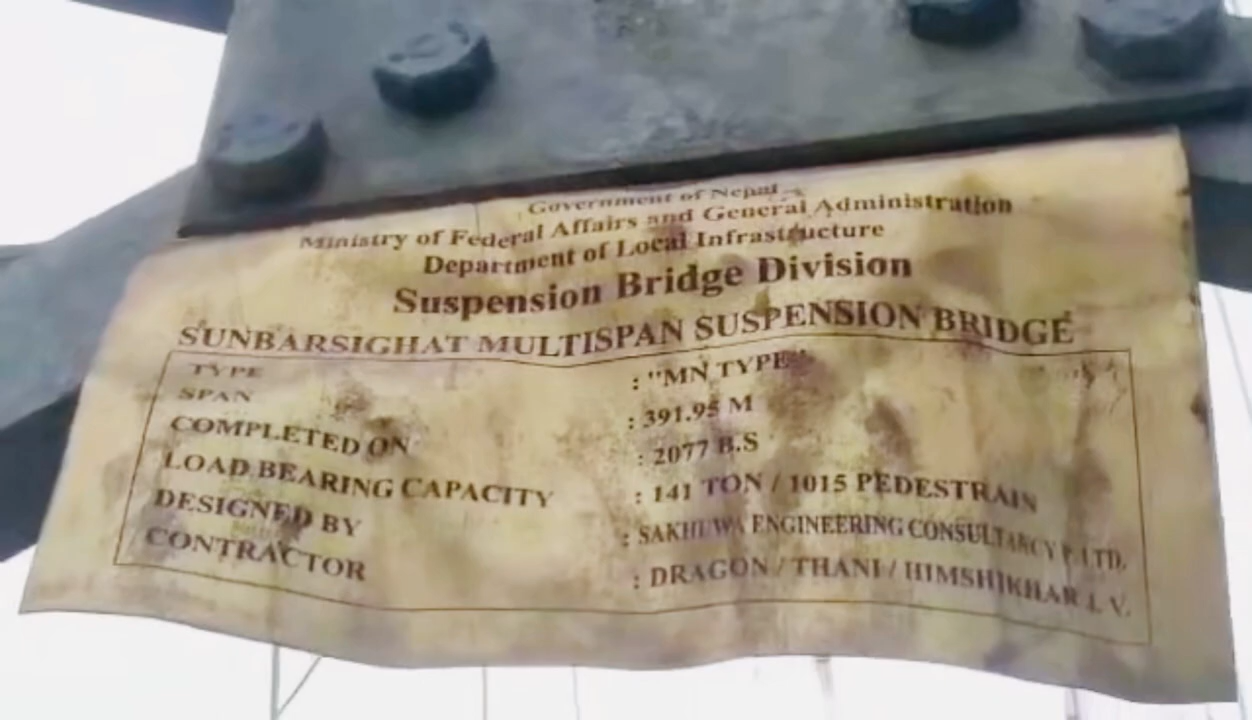 Government of Nepal
Ministry of Federal Affairs and General Administration
Department of Local Infrastructure
Suspension Bridge Division
SUNBARSIGHAT MULTISPAN SUSPENSION BRIDGE
TYPE : "MN TYPE"
SPAN : 391.95 M
COMPLETED ON : 2077 B.S
LOAD BEARING CAPACITY : 141 TON / 1015 PEDESTRAIN
DESIGNED BY : SAKHUWA ENGINEERING CONSULTANCY P. LTD.
CONTRACTOR : DRAGON / THANI / HIMSHIKHAR J. V.